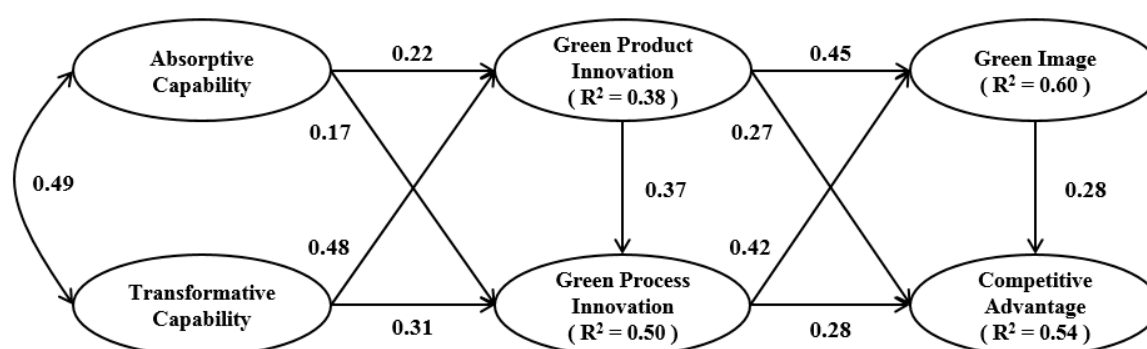 Absorptive
Capability
0.22
Green Product
Innovation
( R² = 0.38 )
0.45
Green Image
( R² = 0.60 )
0.17
0.27
0.49
0.37
0.28
0.48
0.42
Transformative
Capability
0.31
Green Process
Innovation
( R² = 0.50 )
0.28
Competitive
Advantage
( R² = 0.54 )